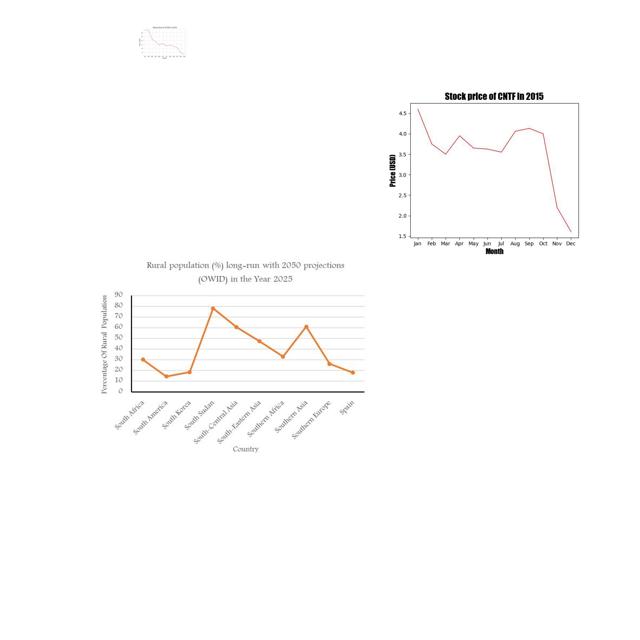 Stock price of CNTF in 2015
4.5
4.0
3.5
3.0
2.5
2.0
1.5
Price (USD)
Jan Feb Mar Apr May Jun Jul Aug Sep Oct Nov Dec
Month
Rural population (%) long-run with 2050 projections
(OWID) in the Year 2025
90
80
70
60
50
40
30
20
10
0
Percentage Of Rural Population
South Africa
South America
South Korea
South Sudan
South- Central Asia
South- Eastern Asia
Southern Africa
Southern Asia
Southern Europe
Spain
Country